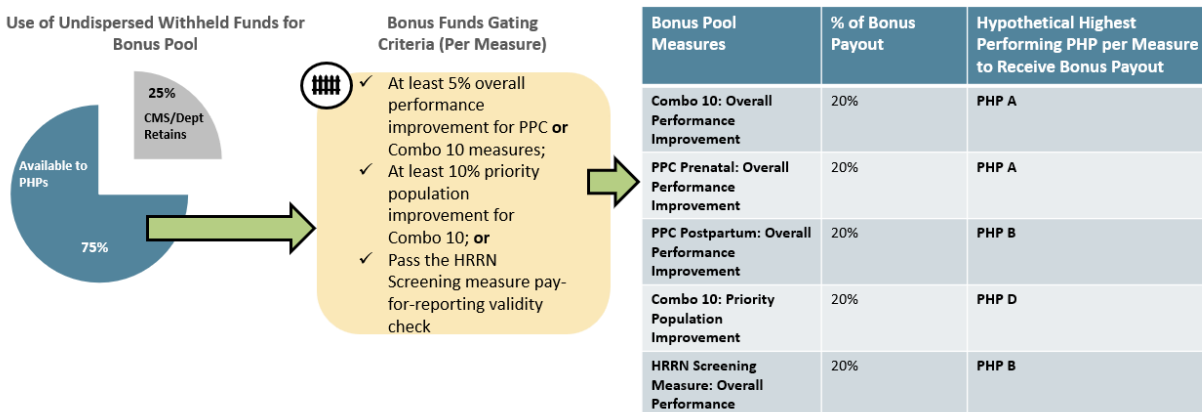 Use of Undispersed Withheld Funds for
Bonus Pool
25%
CMS/Dept
Retains
Available to
PHPs
75%
Bonus Funds Gating
Criteria (Per Measure)
✓ At least 5% overall
performance
improvement for PPC or
Combo 10 measures;
✓ At least 10% priority
population
improvement for
Combo 10; or
✓ Pass the HRRN
Screening measure pay-
for-reporting validity
check
Bonus Pool
Measures
% of Bonus
Payout
Hypothetical Highest
Performing PHP per Measure
to Receive Bonus Payout
Combo 10: Overall
Performance
Improvement
20%
PHP A
PPC Prenatal: Overall
Performance
Improvement
20%
PHP A
PPC Postpartum: Overall
Performance
Improvement
20%
PHP B
Combo 10: Priority
Population
Improvement
20%
PHP D
HRRN Screening
Measure: Overall
Performance
20%
PHP B